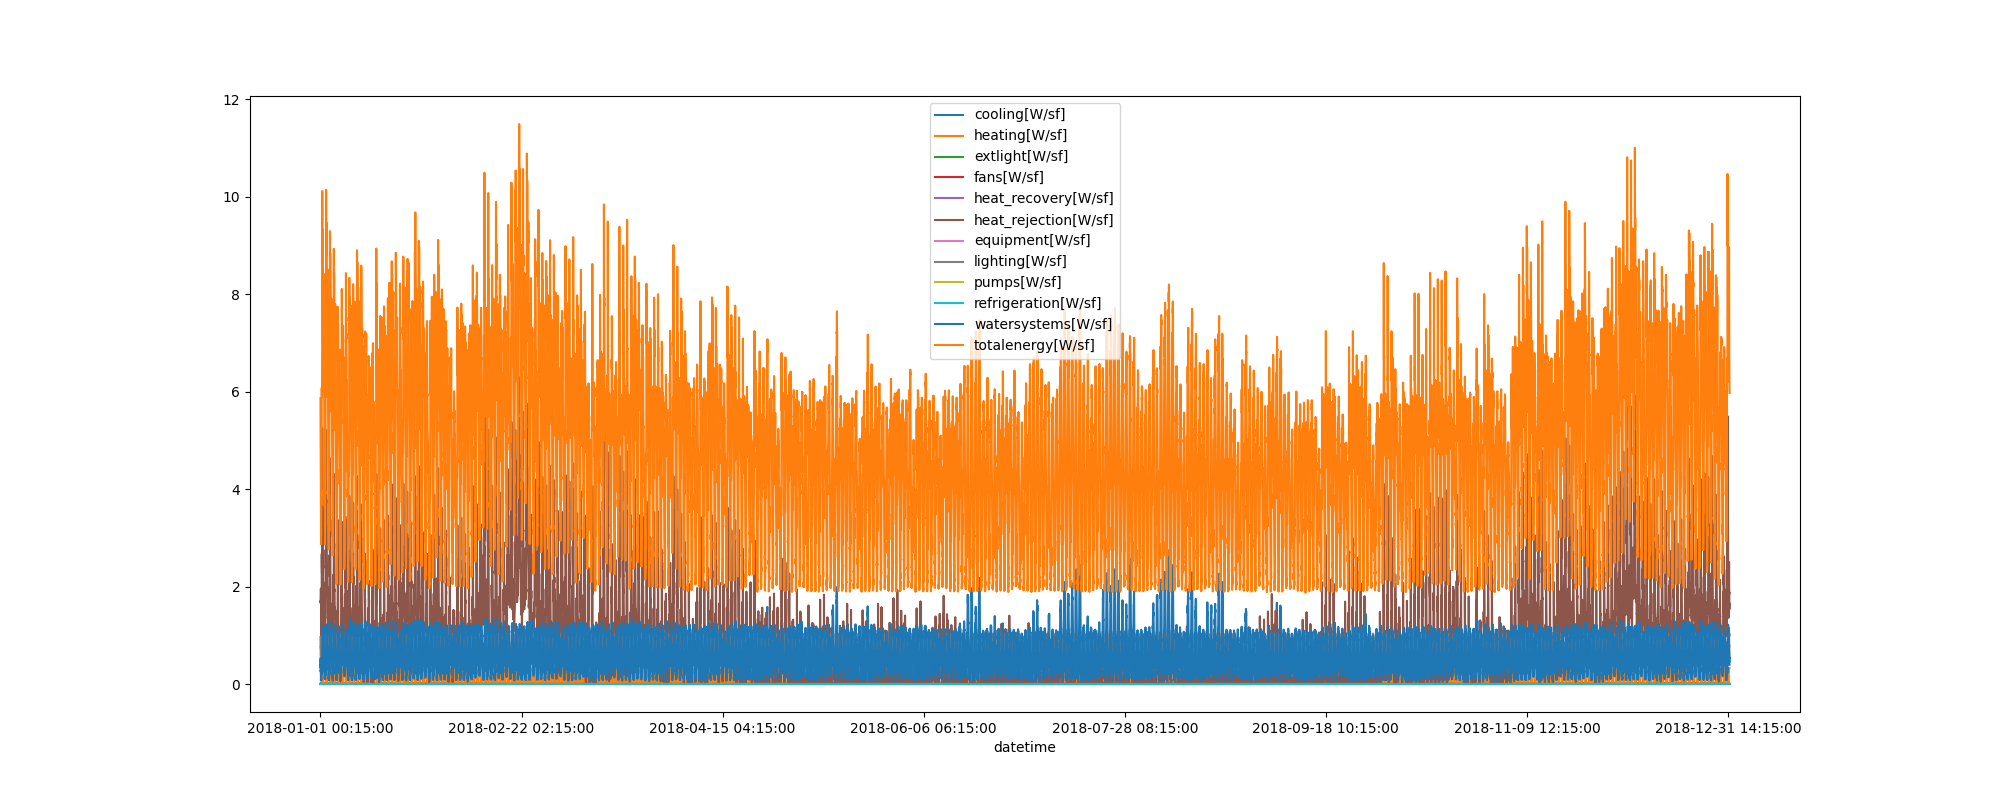 12
10
8
6
4
2
0
cooling[W/sf]
heating[W/sf]
extlight[W/sf]
fans[W/sf]
heat_recovery[W/sf]
heat_rejection[W/sf]
equipment[W/sf]
lighting[W/sf]
pumps[W/sf]
refrigeration[W/sf]
watersystems[W/sf]
totalenergy[W/sf]
2018-01-01 00:15:00 2018-02-22 02:15:00 2018-04-15 04:15:00 2018-06-06 06:15:00 2018-07-28 08:15:00 2018-09-18 10:15:00 2018-11-09 12:15:00 2018-12-31 14:15:00
datetime